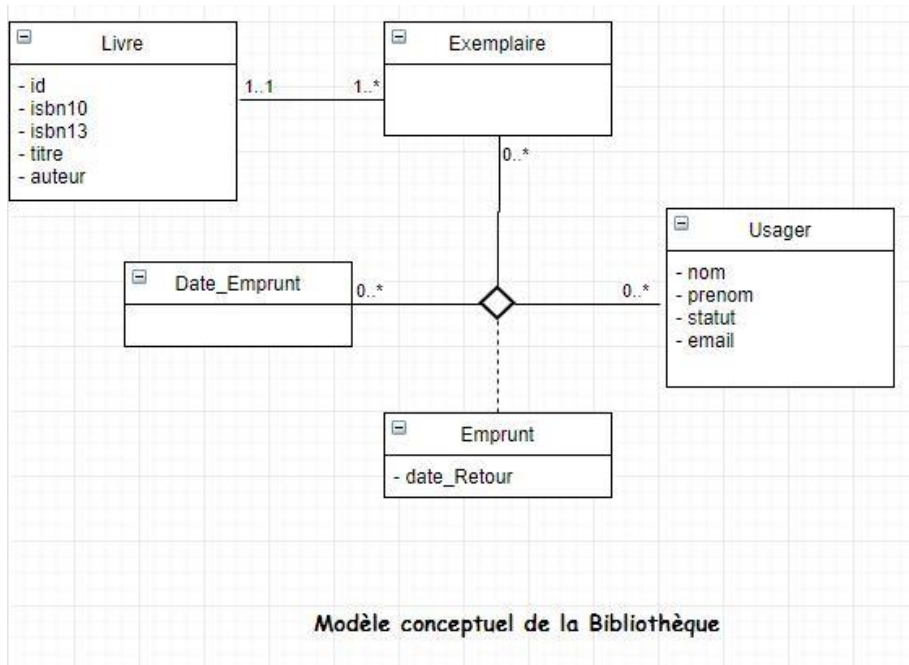 Livre
- id
- isbn10
- isbn13
- titre
- auteur
1..1
1..*
Exemplaire
0..*
Date_Emprunt
0..*
0..*
Usager
- nom
- prenom
- statut
- email
Emprunt
- date_Retour
Modèle conceptuel de la Bibliothèque